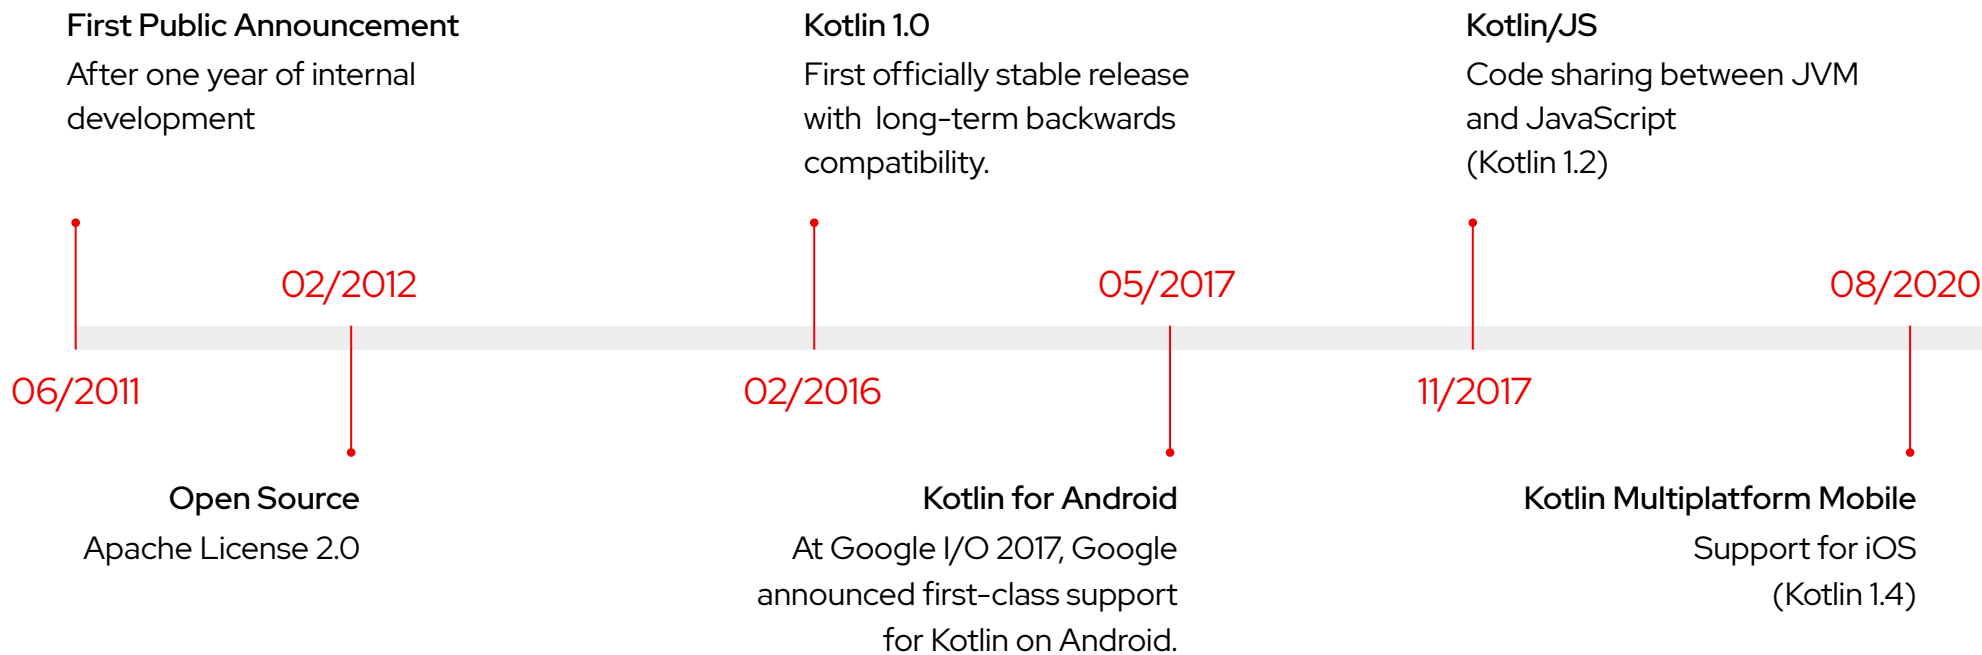 First Public Announcement
After one year of internal
development
Kotlin 1.0
First officially stable release
with  long-term backwards
compatibility.
Kotlin/JS
Code sharing between JVM
and JavaScript
(Kotlin 1.2)
02/2012
05/2017
08/2020
06/2011
02/2016
11/2017
Open Source
Apache License 2.0
Kotlin for Android
At Google I/O 2017, Google
announced first-class support
for Kotlin on Android.
Kotlin Multiplatform Mobile
Support for iOS
(Kotlin 1.4)